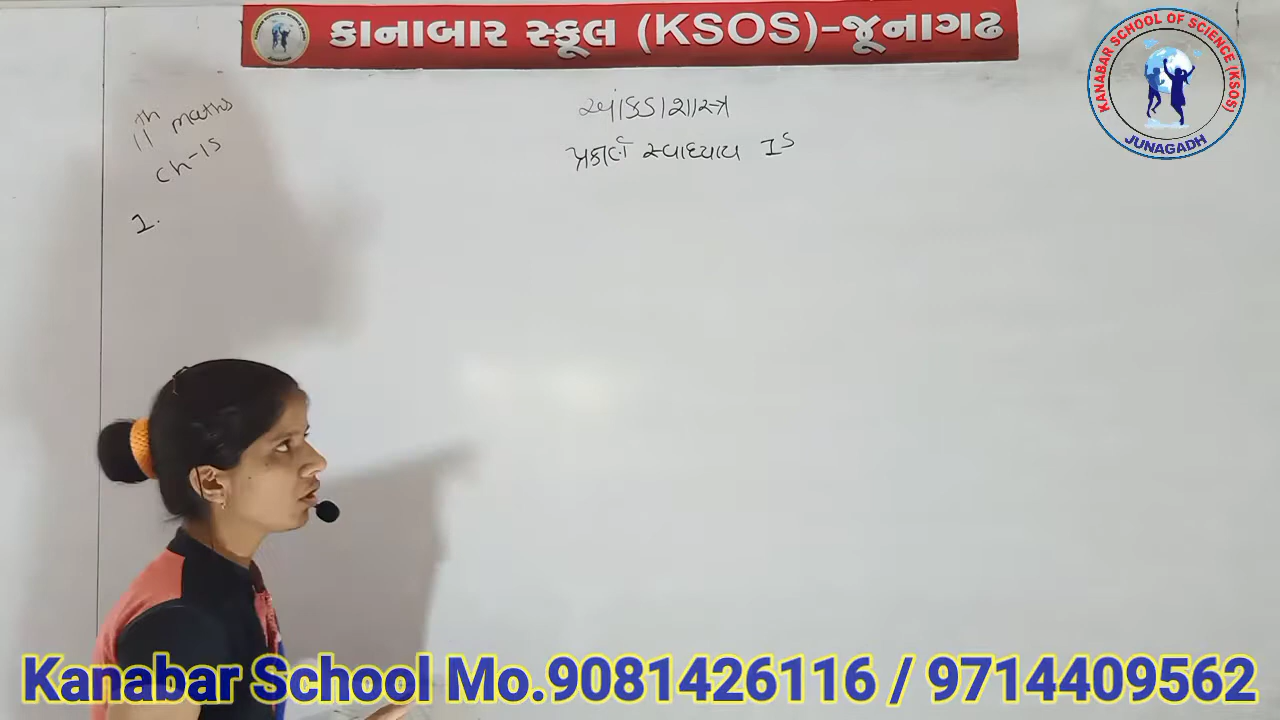 કાનાબાર સ્કૂલ (KSOS)-જૂનાગઢ
KANABAR SCHOOL OF SCIENCE (KSOS)
JUNAGADH
11th maths
ch-15
1.
આંકડાશાસ્ત્ર
પ્રકીર્ણ સ્વાધ્યાય 15
Kanabar School Mo.9081426116 / 9714409562